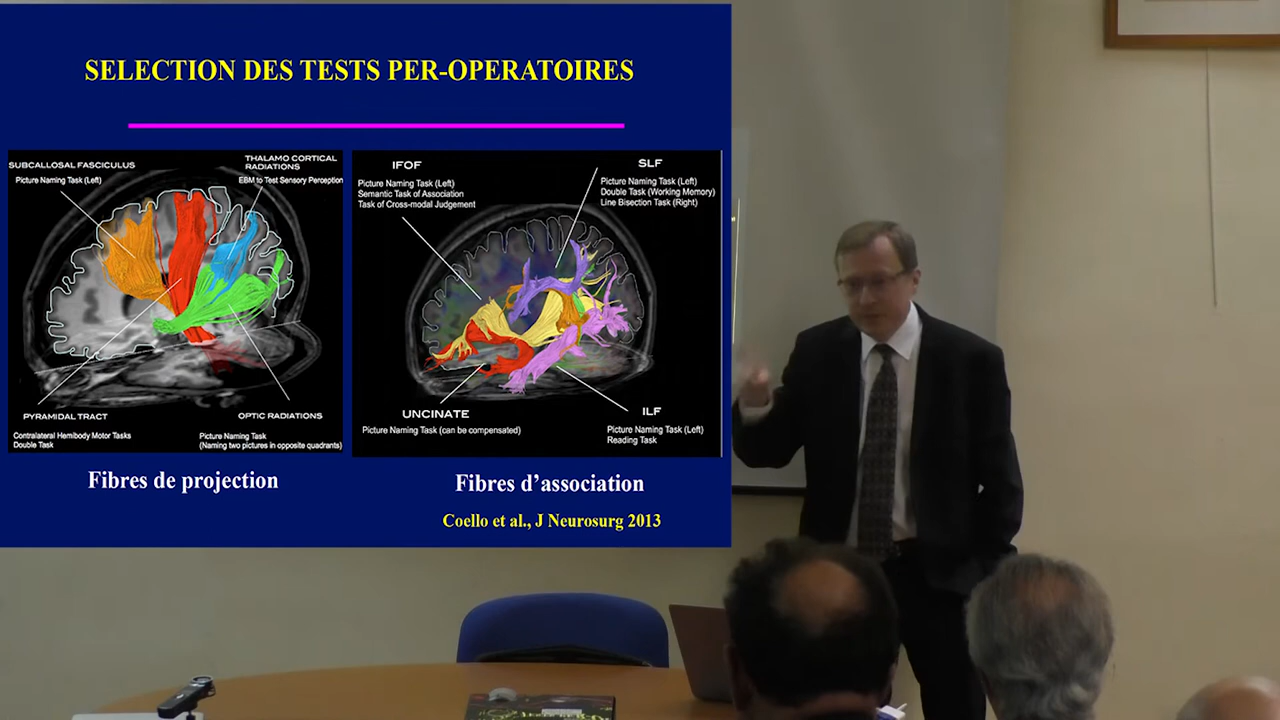 SELECTION DES TESTS PER-OPERATOIRES
SUBCALLOSAL FASCICULUS
Picture Naming Task (Left)
THALAMO CORTICAL
RADIATIONS
EBM to Test Sensory Perception
PYRAMIDAL TRACT
Contralateral Hemibody Motor Tasks
Double Task
OPTIC RADIATIONS
Picture Naming Task
(Naming two pictures in opposite quadrants)
Fibres de projection
IFOF
Picture Naming Task (Left)
Semantic Task of Association
Task of Cross-modal Judgement
SLF
Picture Naming Task (Left)
Double Task (Working Memory)
Line Bisection Task (Right)
UNCINATE
Picture Naming Task (can be compensated)
ILF
Picture Naming Task (Left)
Reading Task
Fibres d'association
Coello et al., J Neurosurg 2013